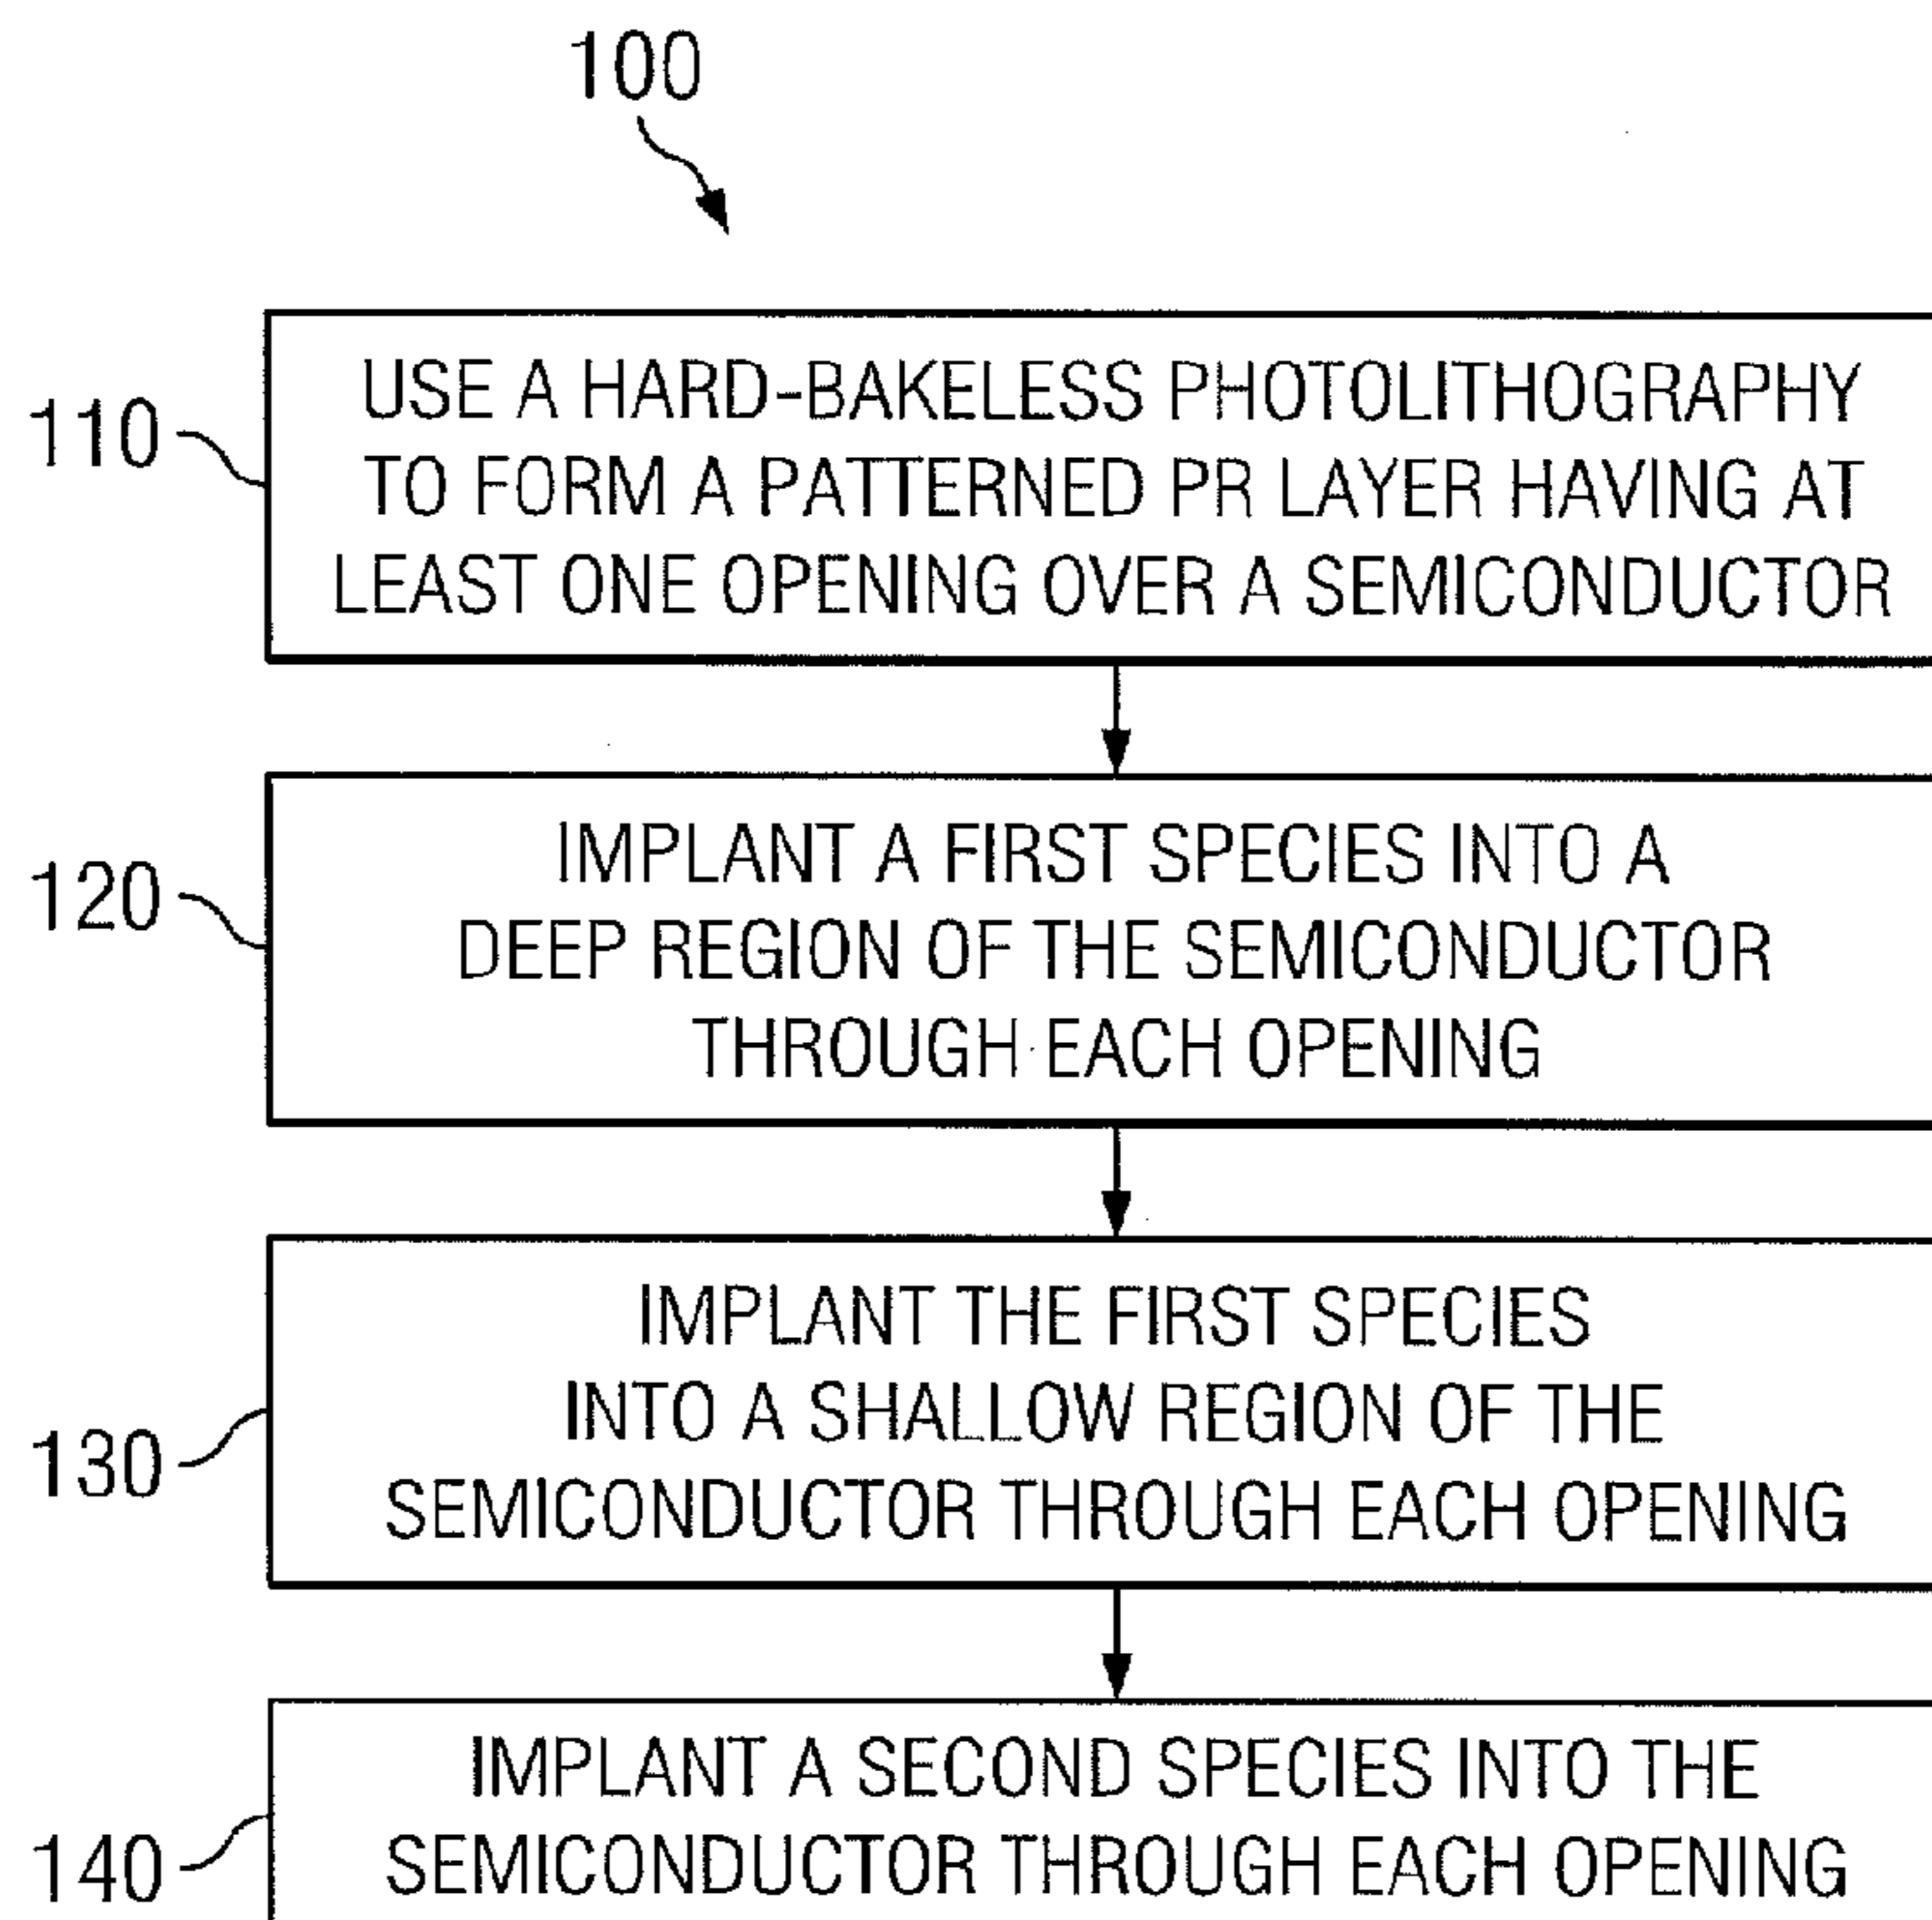 100
110
USE A HARD-BAKELESS PHOTOLITHOGRAPHY
TO FORM A PATTERNED PR LAYER HAVING AT
LEAST ONE OPENING OVER A SEMICONDUCTOR
120
IMPLANT A FIRST SPECIES INTO A
DEEP REGION OF THE SEMICONDUCTOR
THROUGH EACH OPENING
130
IMPLANT THE FIRST SPECIES
INTO A SHALLOW REGION OF THE
SEMICONDUCTOR THROUGH EACH OPENING
140
IMPLANT A SECOND SPECIES INTO THE
SEMICONDUCTOR THROUGH EACH OPENING